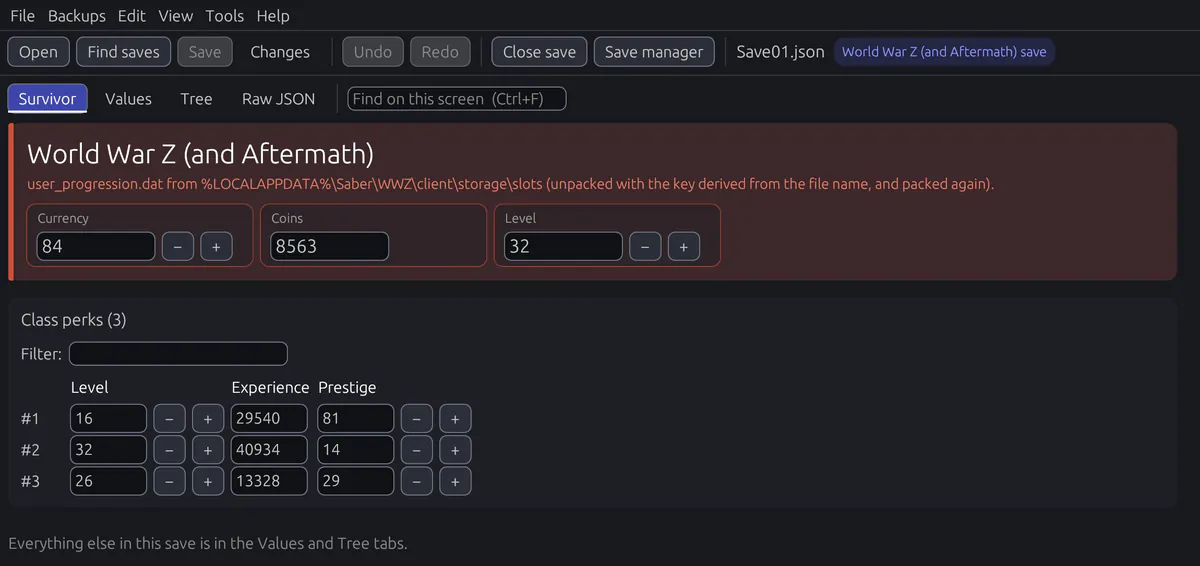 File Backups Edit View Tools Help
Open Find saves Save Changes Undo Redo Close save Save manager Save01.json World War Z (and Aftermath) save
Survivor Values Tree Raw JSON Find on this screen (Ctrl+F)
World War Z (and Aftermath)
user_progression.dat from %LOCALAPPDATA%\Saber\WWZ\client\storage\slots (unpacked with the key derived from the file name, and packed again).
Currency Coins Level
84 − + 8563 32 − +
Class perks (3)
Filter:
Level Experience Prestige
#1 16 − + 29540 81 − +
#2 32 − + 40934 14 − +
#3 26 − + 13328 29 − +
Everything else in this save is in the Values and Tree tabs.